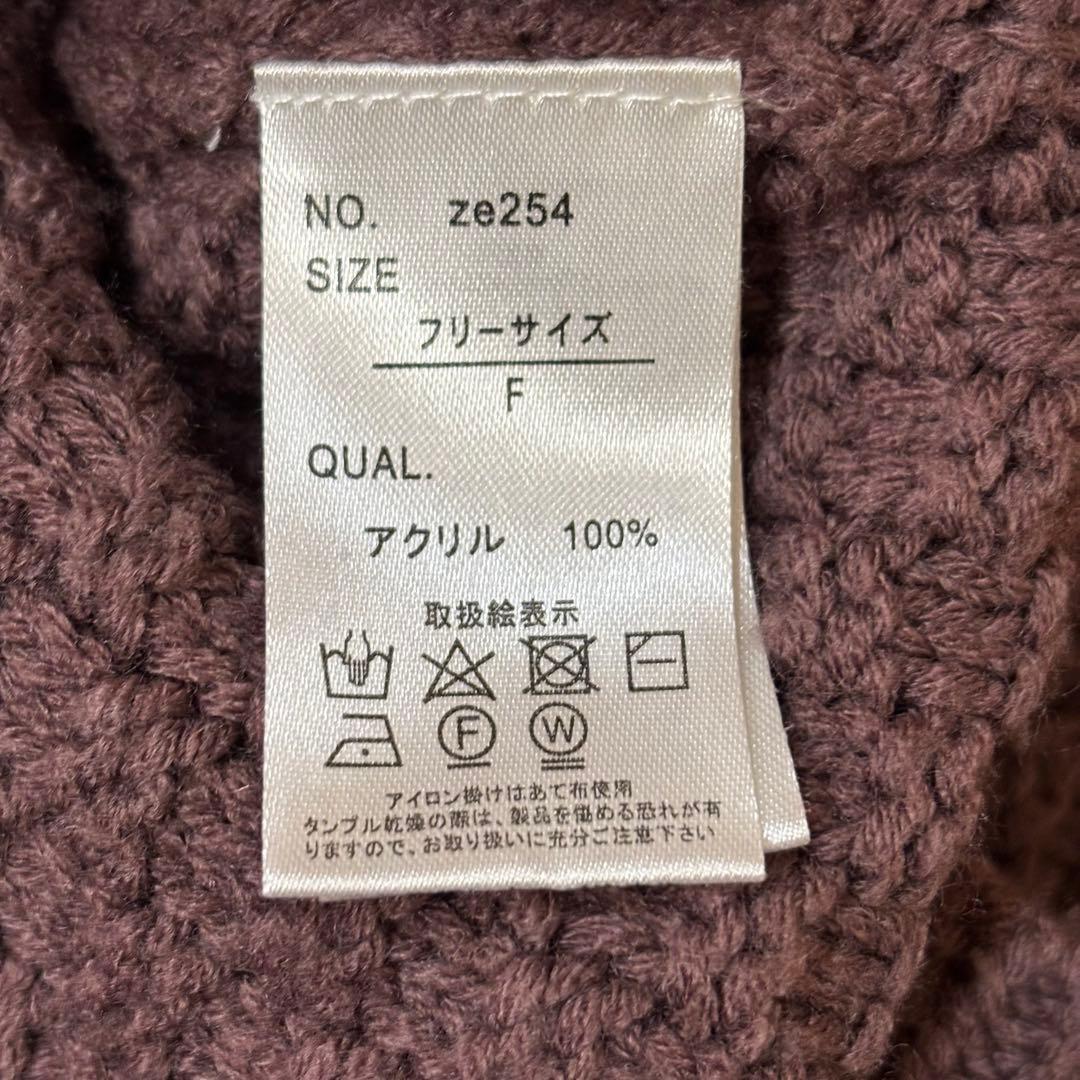 NO. ze254
SIZE
フリーサイズ
F
QUAL.
アクリル 100%
取扱絵表示
F W
アイロン掛けはあて布使用
タンブル乾燥の際は、製品を傷める恐れが有
りますので、お取り扱いに充分ご注意下さい